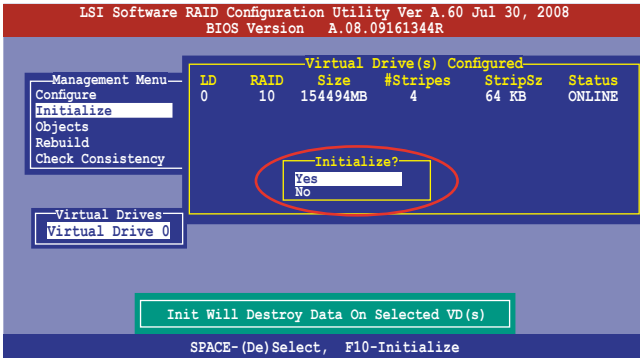 LSI Software RAID Configuration Utility Ver A.60 Jul 30, 2008
BIOS Version A.08.09161344R
Virtual Drive(s) Configured
LD RAID Size #Stripes StripSz Status
0 10 154494MB 4 64 KB ONLINE
Management Menu
Configure
Initialize
Objects
Rebuild
Check Consistency
Initialize?
Yes
No
Virtual Drives
Virtual Drive 0
Init Will Destroy Data On Selected VD(s)
SPACE-(De)Select, F10-Initialize